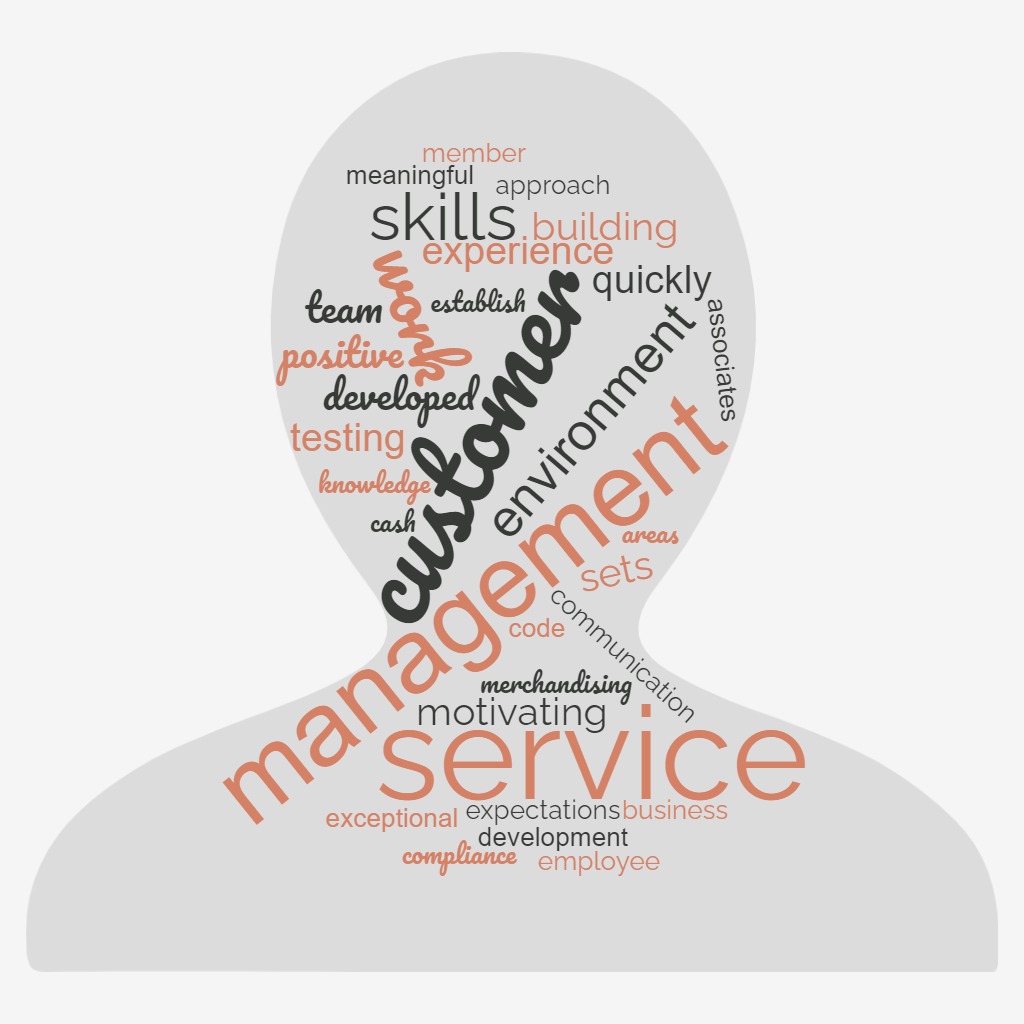 member
meaningful
approach
skills
building
experience
work
quickly
team
establish
customer
associates
environment
positive
developed
testing
management
knowledge
cash
areas
sets
communication
code
merchandising
motivating
service
exceptional
expectations
business
development
compliance
employee